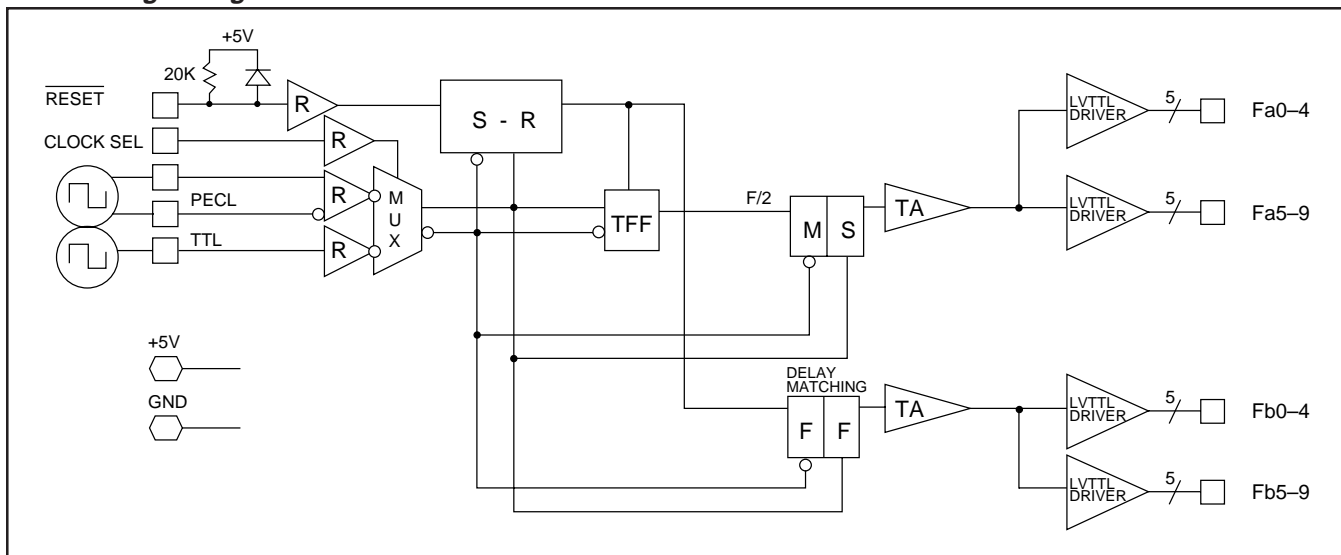 +5V
20K
RESET
R
S - R
CLOCK SEL
R
PECL
R
MUX
TTL
R
TFF
F/2
M S
TA
LVTTL
DRIVER
5
Fa0–4
LVTTL
DRIVER
5
Fa5–9
+5V
GND
DELAY
MATCHING
F F
TA
LVTTL
DRIVER
5
Fb0–4
LVTTL
DRIVER
5
Fb5–9